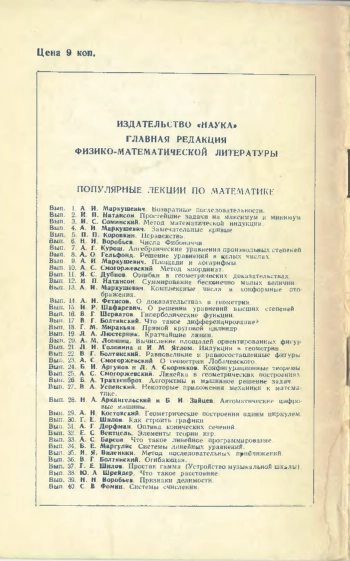 Цена 9 коп.
ИЗДАТЕЛЬСТВО «НАУКА»
ГЛАВНАЯ РЕДАКЦИЯ
ФИЗИКО-МАТЕМАТИЧЕСКОЙ ЛИТЕРАТУРЫ
ПОПУЛЯРНЫЕ ЛЕКЦИИ ПО МАТЕМАТИКЕ
Вып. 1. А. И. Маркушевич. Возвратные последовательности.
Вып. 2. И. П. Натансон. Простейшие задачи на максимум и минимум
Вып. 3. И. С. Соминский. Метод математической индукции.
Вып. 4. А. И. Маркушевич. Замечательные кривые
Вып. 5. П. П. Коровкин. Неравенства.
Вып. 6. Н. Н. Воробьев. Числа Фибоначчи
Вып. 7. А. Г. Курош. Алгебраические уравнения произвольных степеней
Вып. 8. А. О. Гельфонд. Решение уравнений в целых числах.
Вып. 9. А. И. Маркушевич. Площади и логарифмы
Вып. 10. А. С. Смогоржевский. Метод координат.
Вып. 11. Я. С. Дубнов. Ошибки в геометрических доказательствах.
Вып. 12. И. П. Натансон. Суммирование бесконечно малых величин.
Вып. 13. А. И. Маркушевич. Комплексные числа и конформные ото-
бражения.
Вып. 14. А. И. Фетисов. О доказательствах в геометрии.
Вып. 15. И. Р. Шафаревич. О решении уравнений высших степеней
Вып. 16. В. Г. Шерватов. Гиперболические функции.
Вып. 17. В. Г. Болтянский. Что такое дифференцирование?
Вып. 18. Г. М. Миракьян. Прямой круговой цилиндр.
Вып. 19. Л. А. Люстерник. Кратчайшие линии.
Вып. 20. А. М. Лопшиц. Вычисление площадей ориентированных фигур
Вып. 21. Л. И. Головина и И. М. Яглом. Индукция в геометрии.
Вып. 22. В. Г. Болтянский. Равновеликие и равносоставленные фигуры
Вып. 23. А. С. Смогоржевский. О геометрии Лобачевского.
Вып. 24. Б. И. Аргунов и Л. А. Скорняков. Конфигурационные теоремы
Вып. 25. А. С. Смогоржевский. Линейка в геометрических построениях
Вып. 26. Б. А. Трахтенброт. Алгоритмы и машинное решение задач
Вып. 27. В. А. Успенский. Некоторые приложения механики к матема-
тике.
Вып. 28. Н. А. Архангельский и Б. И. Зайцев. Автоматические цифро-
вые машины.
Вып. 29. А. Н. Костовский. Геометрические построения одним циркулем.
Вып. 30. Г. Е. Шилов. Как строить графики
Вып. 31. А. Г. Дорфман. Оптика конических сечений
Вып. 32. Е. С. Вентцель. Элементы теории игр.
Вып. 33. А. С. Барсов. Что такое линейное программирование.
Вып. 34. Б. Е. Маргулис. Системы линейных уравнений.
Вып. 35. Н. Я. Виленкин. Метод последовательных приближений
Вып. 36. В. Г. Болтянский. Огибающая.
Вып. 37. Г. Е. Шилов. Простая гамма (Устройство музыкальной шкалы)
Вып. 38. Ю. А. Шрейдер. Что такое расстояние.
Вып. 39. Н. Н. Воробьев. Признаки делимости.
Вып. 40. С. В. Фомин. Системы счисления.